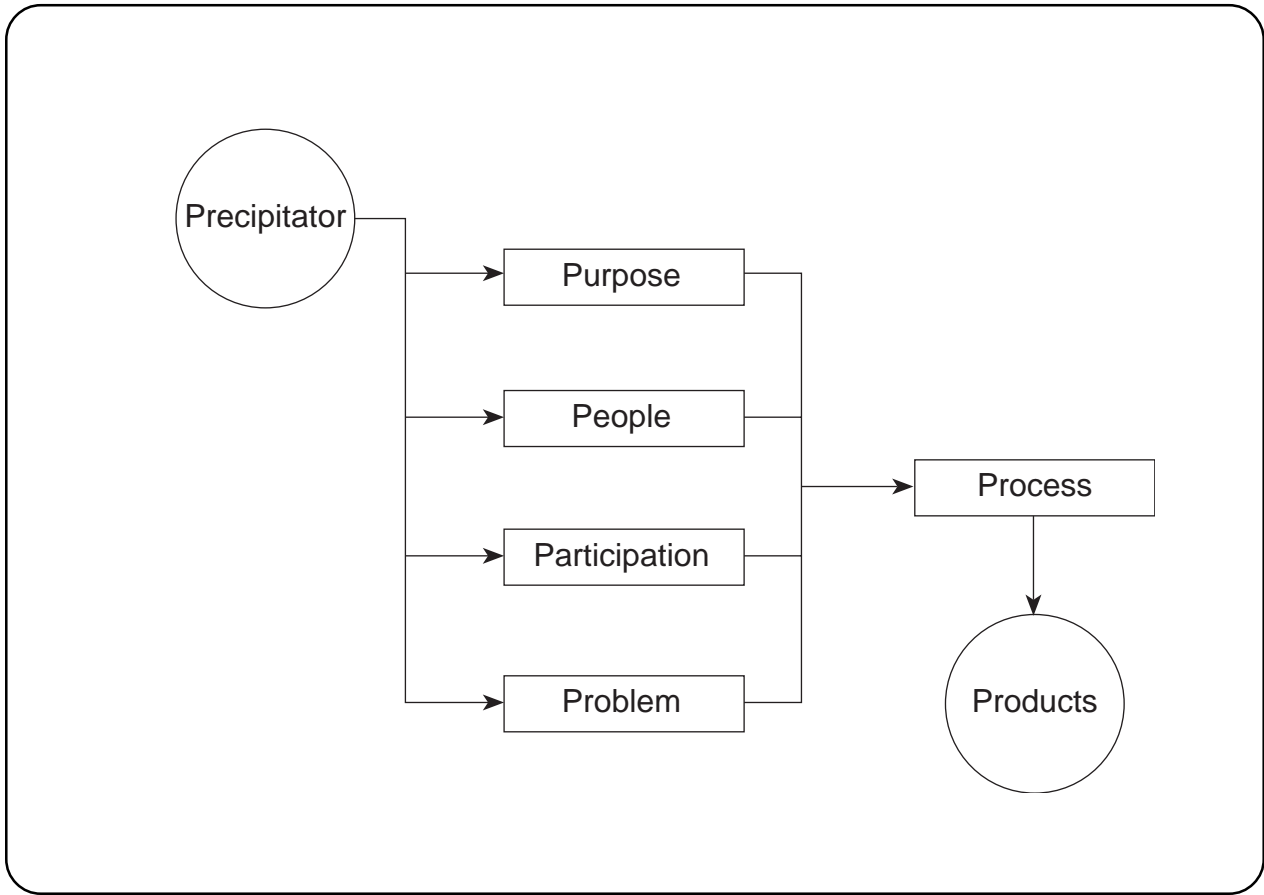 Precipitator
Purpose
People
Participation
Problem
Process
Products